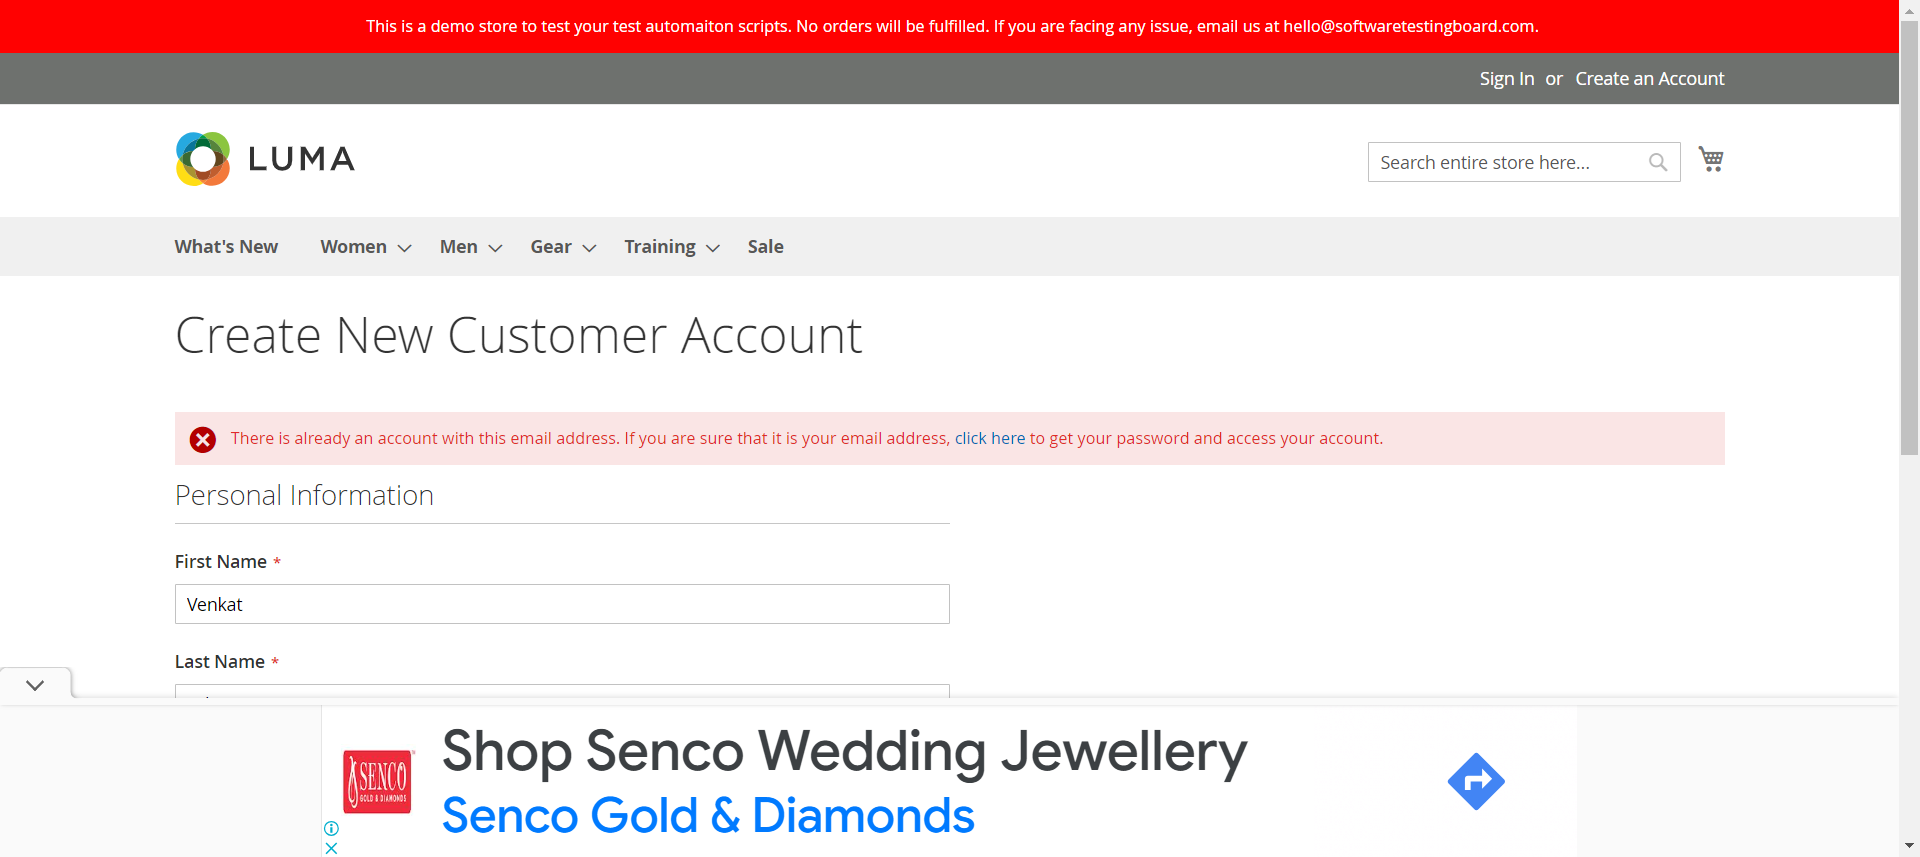 This is a demo store to test your test automaiton scripts. No orders will be fulfilled. If you are facing any issue, email us at hello@softwaretestingboard.com.
Sign In or Create an Account
LUMA
Search entire store here...
What's New Women Men Gear Training Sale
Create New Customer Account
There is already an account with this email address. If you are sure that it is your email address, click here to get your password and access your account.
Personal Information
First Name *
Venkat
Last Name *
Shop Senco Wedding Jewellery
SENCO
GOLD & DIAMONDS
Senco Gold & Diamonds